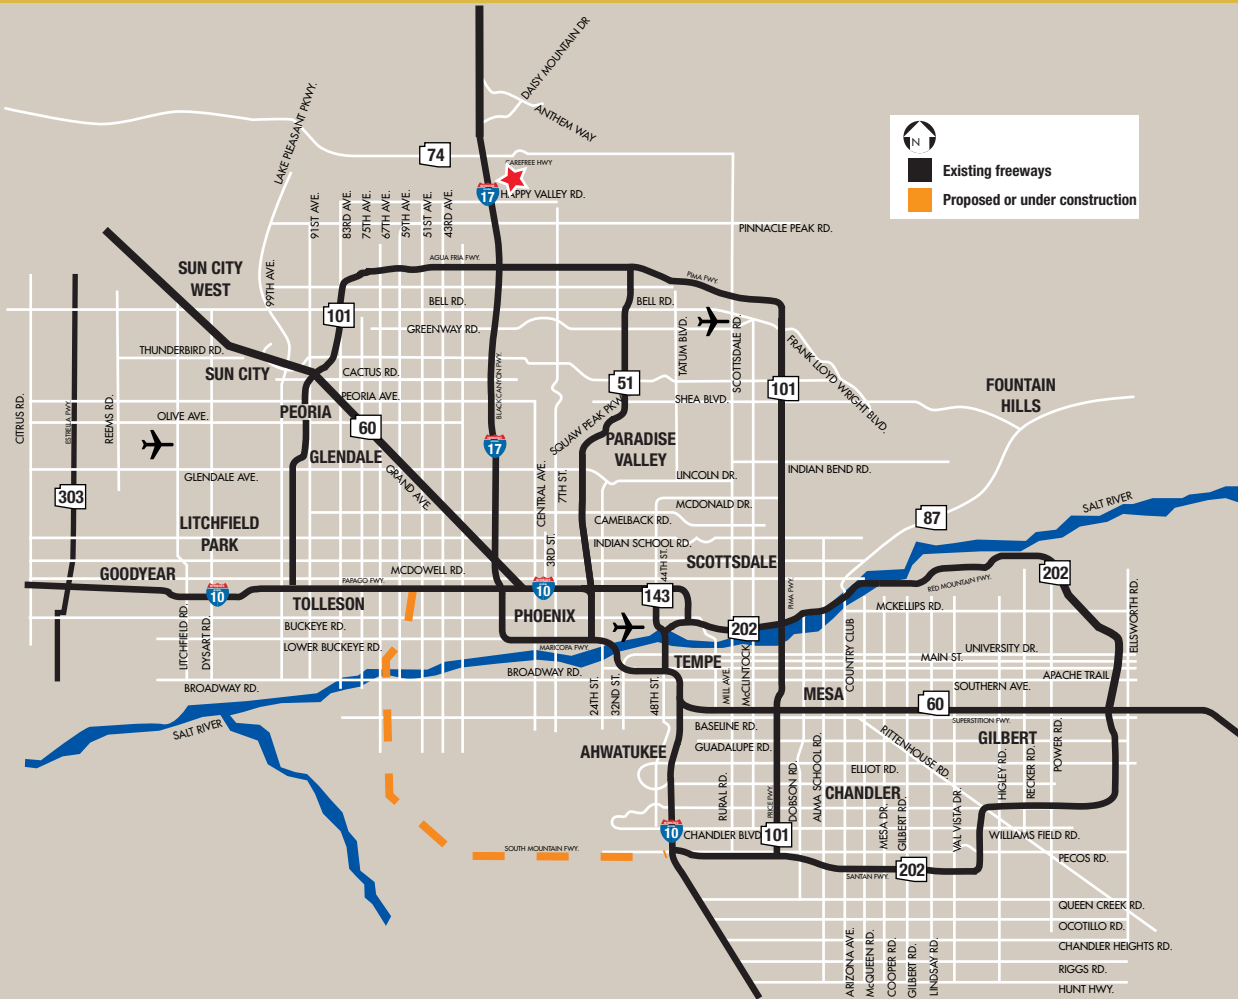 DAISY MOUNTAIN DR
ANTHEM WAY
LAKE PLEASANT PKWY.
74
CAREFREE HWY
N
Existing freeways
Proposed or under construction
17
HAPPY VALLEY RD.
91ST AVE.
83RD AVE.
75TH AVE.
67TH AVE.
59TH AVE.
51ST AVE.
43RD AVE.
PINNACLE PEAK RD.
AGUA FRIA FWY.
PIMA FWY.
SUN CITY
WEST
99TH AVE.
BELL RD.
BELL RD.
101
GREENWAY RD.
TATUM BLVD.
SCOTTSDALE RD.
FRANK LLOYD WRIGHT BLVD.
THUNDERBIRD RD.
SUN CITY
CACTUS RD.
BLACK CANYON FWY.
51
101
FOUNTAIN
HILLS
CITRUS RD.
ESTRELLA FWY.
REEMS RD.
OLIVE AVE.
PEORIA
PEORIA AVE.
SHEA BLVD.
SQUAW PEAK PKW
60
17
PARADISE
VALLEY
GLENDALE
GRAND AVE
GLENDALE AVE.
303
CENTRAL AVE.
7TH ST.
LINCOLN DR.
INDIAN BEND RD.
MCDONALD DR.
87
SALT RIVER
LITCHFIELD
PARK
CAMELBACK RD.
3RD ST.
INDIAN SCHOOL RD.
44TH ST.
SCOTTSDALE
GOODYEAR
MCDOWELL RD.
PAPAGO FWY.
10
10
143
PIMA FWY.
RED MOUNTAIN FWY.
202
TOLLESON
PHOENIX
MCKELLIPS RD.
ELLSWORTH RD.
LITCHFIELD RD.
DYSART RD.
BUCKEYE RD.
202
COUNTRY CLUB
LOWER BUCKEYE RD.
MARICOPA FWY.
UNIVERSITY DR.
MAIN ST.
TEMPE
BROADWAY RD.
BROADWAY RD.
24TH ST.
32ND ST.
48TH ST.
MILL AVE.
McCLINTOCK
MESA
SOUTHERN AVE.
APACHE TRAIL
60
SUPERSTITION FWY.
SALT RIVER
BASELINE RD.
GUADALUPE RD.
AHWATUKEE
RITTENHOUSE RD.
GILBERT
POWER RD.
HIGLEY RD.
RECKER RD.
ELLIOT RD.
RURAL RD.
PRICE FWY.
DOBSON RD.
ALMA SCHOOL RD.
CHANDLER
MESA DR.
GILBERT RD.
VAL VISTA DR.
10
CHANDLER BLVD
101
WILLIAMS FIELD RD.
SOUTH MOUNTAIN FWY.
PECOS RD.
SANTAN FWY.
202
QUEEN CREEK RD.
OCOTILLO RD.
CHANDLER HEIGHTS RD.
RIGGS RD.
HUNT HWY.
ARIZONA AVE.
McQUEEN RD.
COOPER RD.
GILBERT RD.
LINDSAY RD.